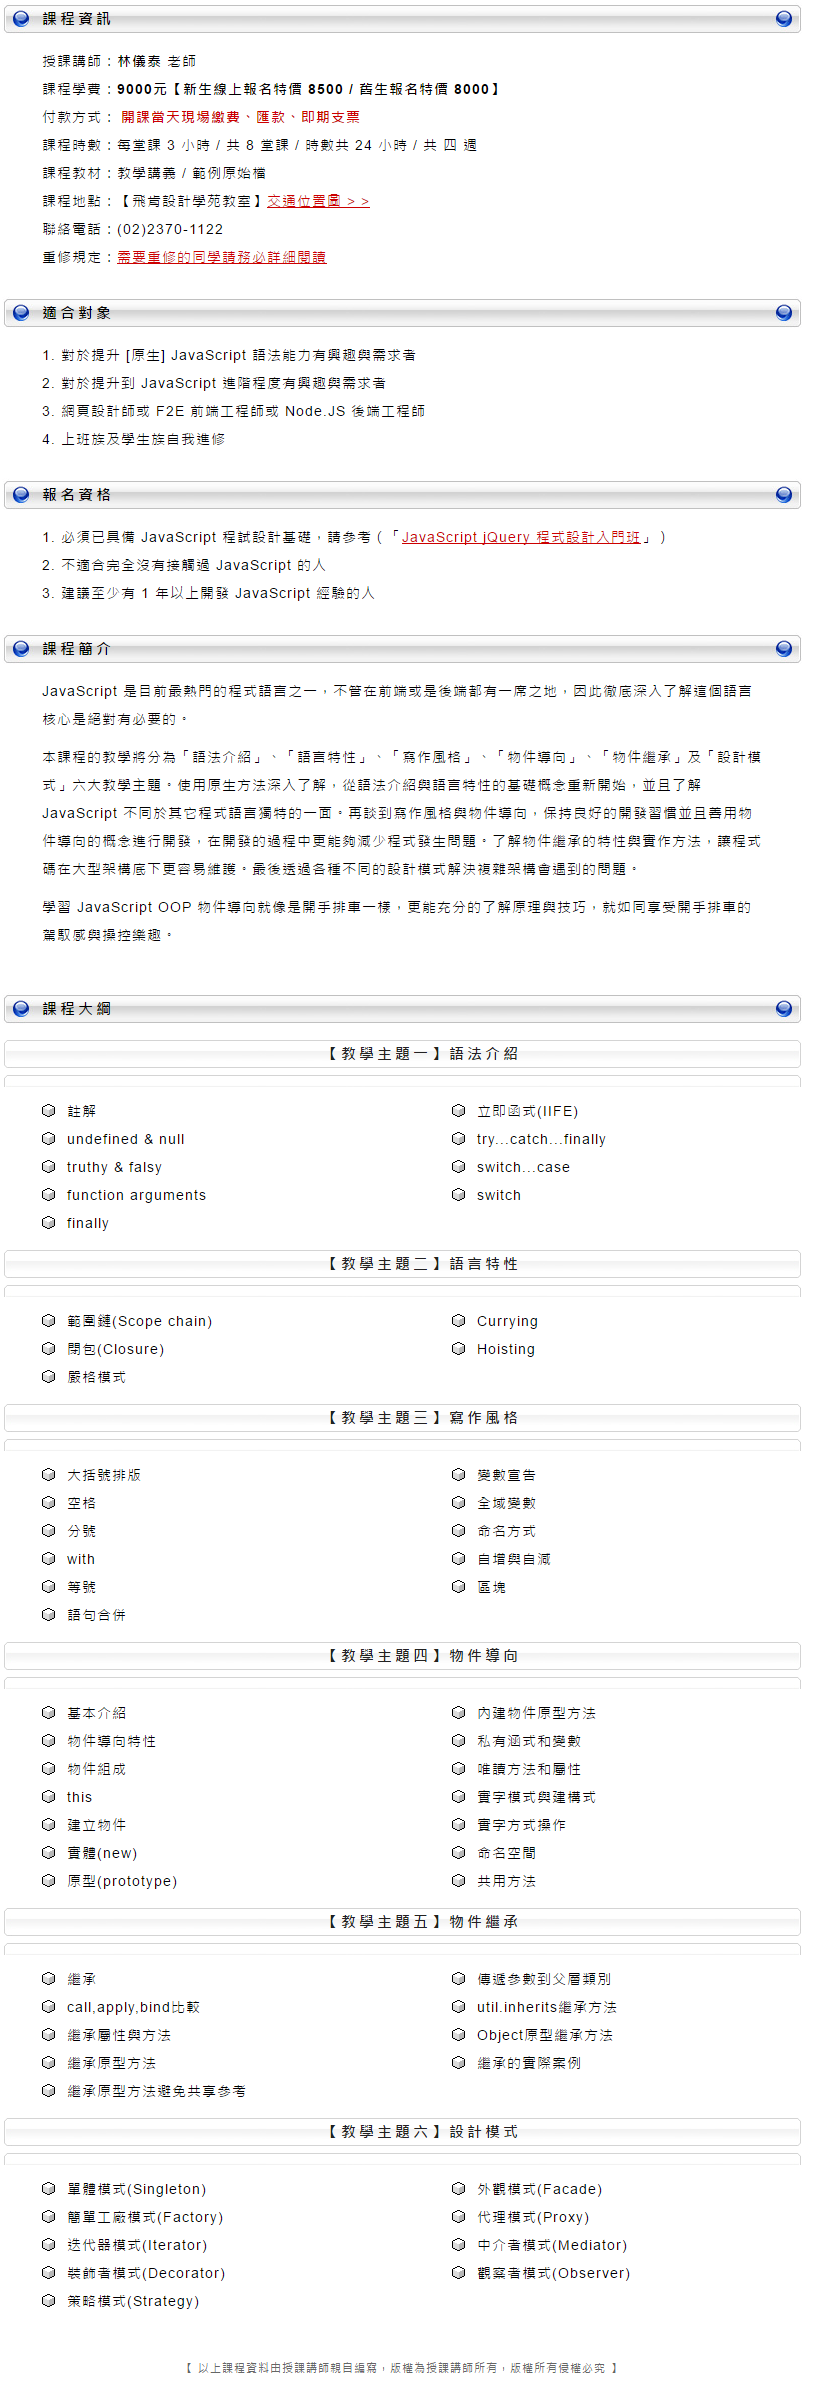 課程資訊
授課講師：林儀泰 老師
課程學費：9000元【新生線上報名特價 8500 / 舊生報名特價 8000】
付款方式： 開課當天現場繳費、匯款、即期支票
課程時數：每堂課 3 小時 / 共 8 堂課 / 時數共 24 小時 / 共 四 週
課程教材：教學講義 / 範例原始檔
課程地點：【飛肯設計學苑教室】交通位置圖 > >
聯絡電話：(02)2370-1122
重修規定：需要重修的同學請務必詳細閱讀
適合對象
1. 對於提升 [原生] JavaScript 語法能力有興趣與需求者
2. 對於提升到 JavaScript 進階程度有興趣與需求者
3. 網頁設計師或 F2E 前端工程師或 Node.JS 後端工程師
4. 上班族及學生族自我進修
報名資格
1. 必須已具備 JavaScript 程試設計基礎，請參考（「JavaScript jQuery 程式設計入門班」）
2. 不適合完全沒有接觸過 JavaScript 的人
3. 建議至少有 1 年以上開發 JavaScript 經驗的人
課程簡介
JavaScript 是目前最熱門的程式語言之一，不管在前端或是後端都有一席之地，因此徹底深入了解這個語言
核心是絕對有必要的。
本課程的教學將分為「語法介紹」、「語言特性」、「寫作風格」、「物件導向」、「物件繼承」及「設計模
式」六大教學主題。使用原生方法深入了解，從語法介紹與語言特性的基礎概念重新開始，並且了解
JavaScript 不同於其它程式語言獨特的一面。再談到寫作風格與物件導向，保持良好的開發習慣並且善用物
件導向的概念進行開發，在開發的過程中更能夠減少程式發生問題。了解物件繼承的特性與實作方法，讓程式
碼在大型架構底下更容易維護。最後透過各種不同的設計模式解決複雜架構會遇到的問題。
學習 JavaScript OOP 物件導向就像是開手排車一樣，更能充分的了解原理與技巧，就如同享受開手排車的
駕馭感與操控樂趣。
課程大綱
【教學主題一】語法介紹
註解
undefined & null
truthy & falsy
function arguments
finally
立即函式(IIFE)
try...catch...finally
switch...case
switch
【教學主題二】語言特性
範圍鏈(Scope chain)
閉包(Closure)
嚴格模式
Currying
Hoisting
【教學主題三】寫作風格
大括號排版
空格
分號
with
等號
語句合併
變數宣告
全域變數
命名方式
自增與自減
區塊
【教學主題四】物件導向
基本介紹
物件導向特性
物件組成
this
建立物件
實體(new)
原型(prototype)
內建物件原型方法
私有涵式和變數
唯讀方法和屬性
實字模式與建構式
實字方式操作
命名空間
共用方法
【教學主題五】物件繼承
繼承
call,apply,bind比較
繼承屬性與方法
繼承原型方法
繼承原型方法避免共享參考
傳遞參數到父層類別
util.inherits繼承方法
Object原型繼承方法
繼承的實際案例
【教學主題六】設計模式
單體模式(Singleton)
簡單工廠模式(Factory)
迭代器模式(Iterator)
裝飾者模式(Decorator)
策略模式(Strategy)
外觀模式(Facade)
代理模式(Proxy)
中介者模式(Mediator)
觀察者模式(Observer)
【 以上課程資料由授課講師親自編寫，版權為授課講師所有，版權所有侵權必究 】